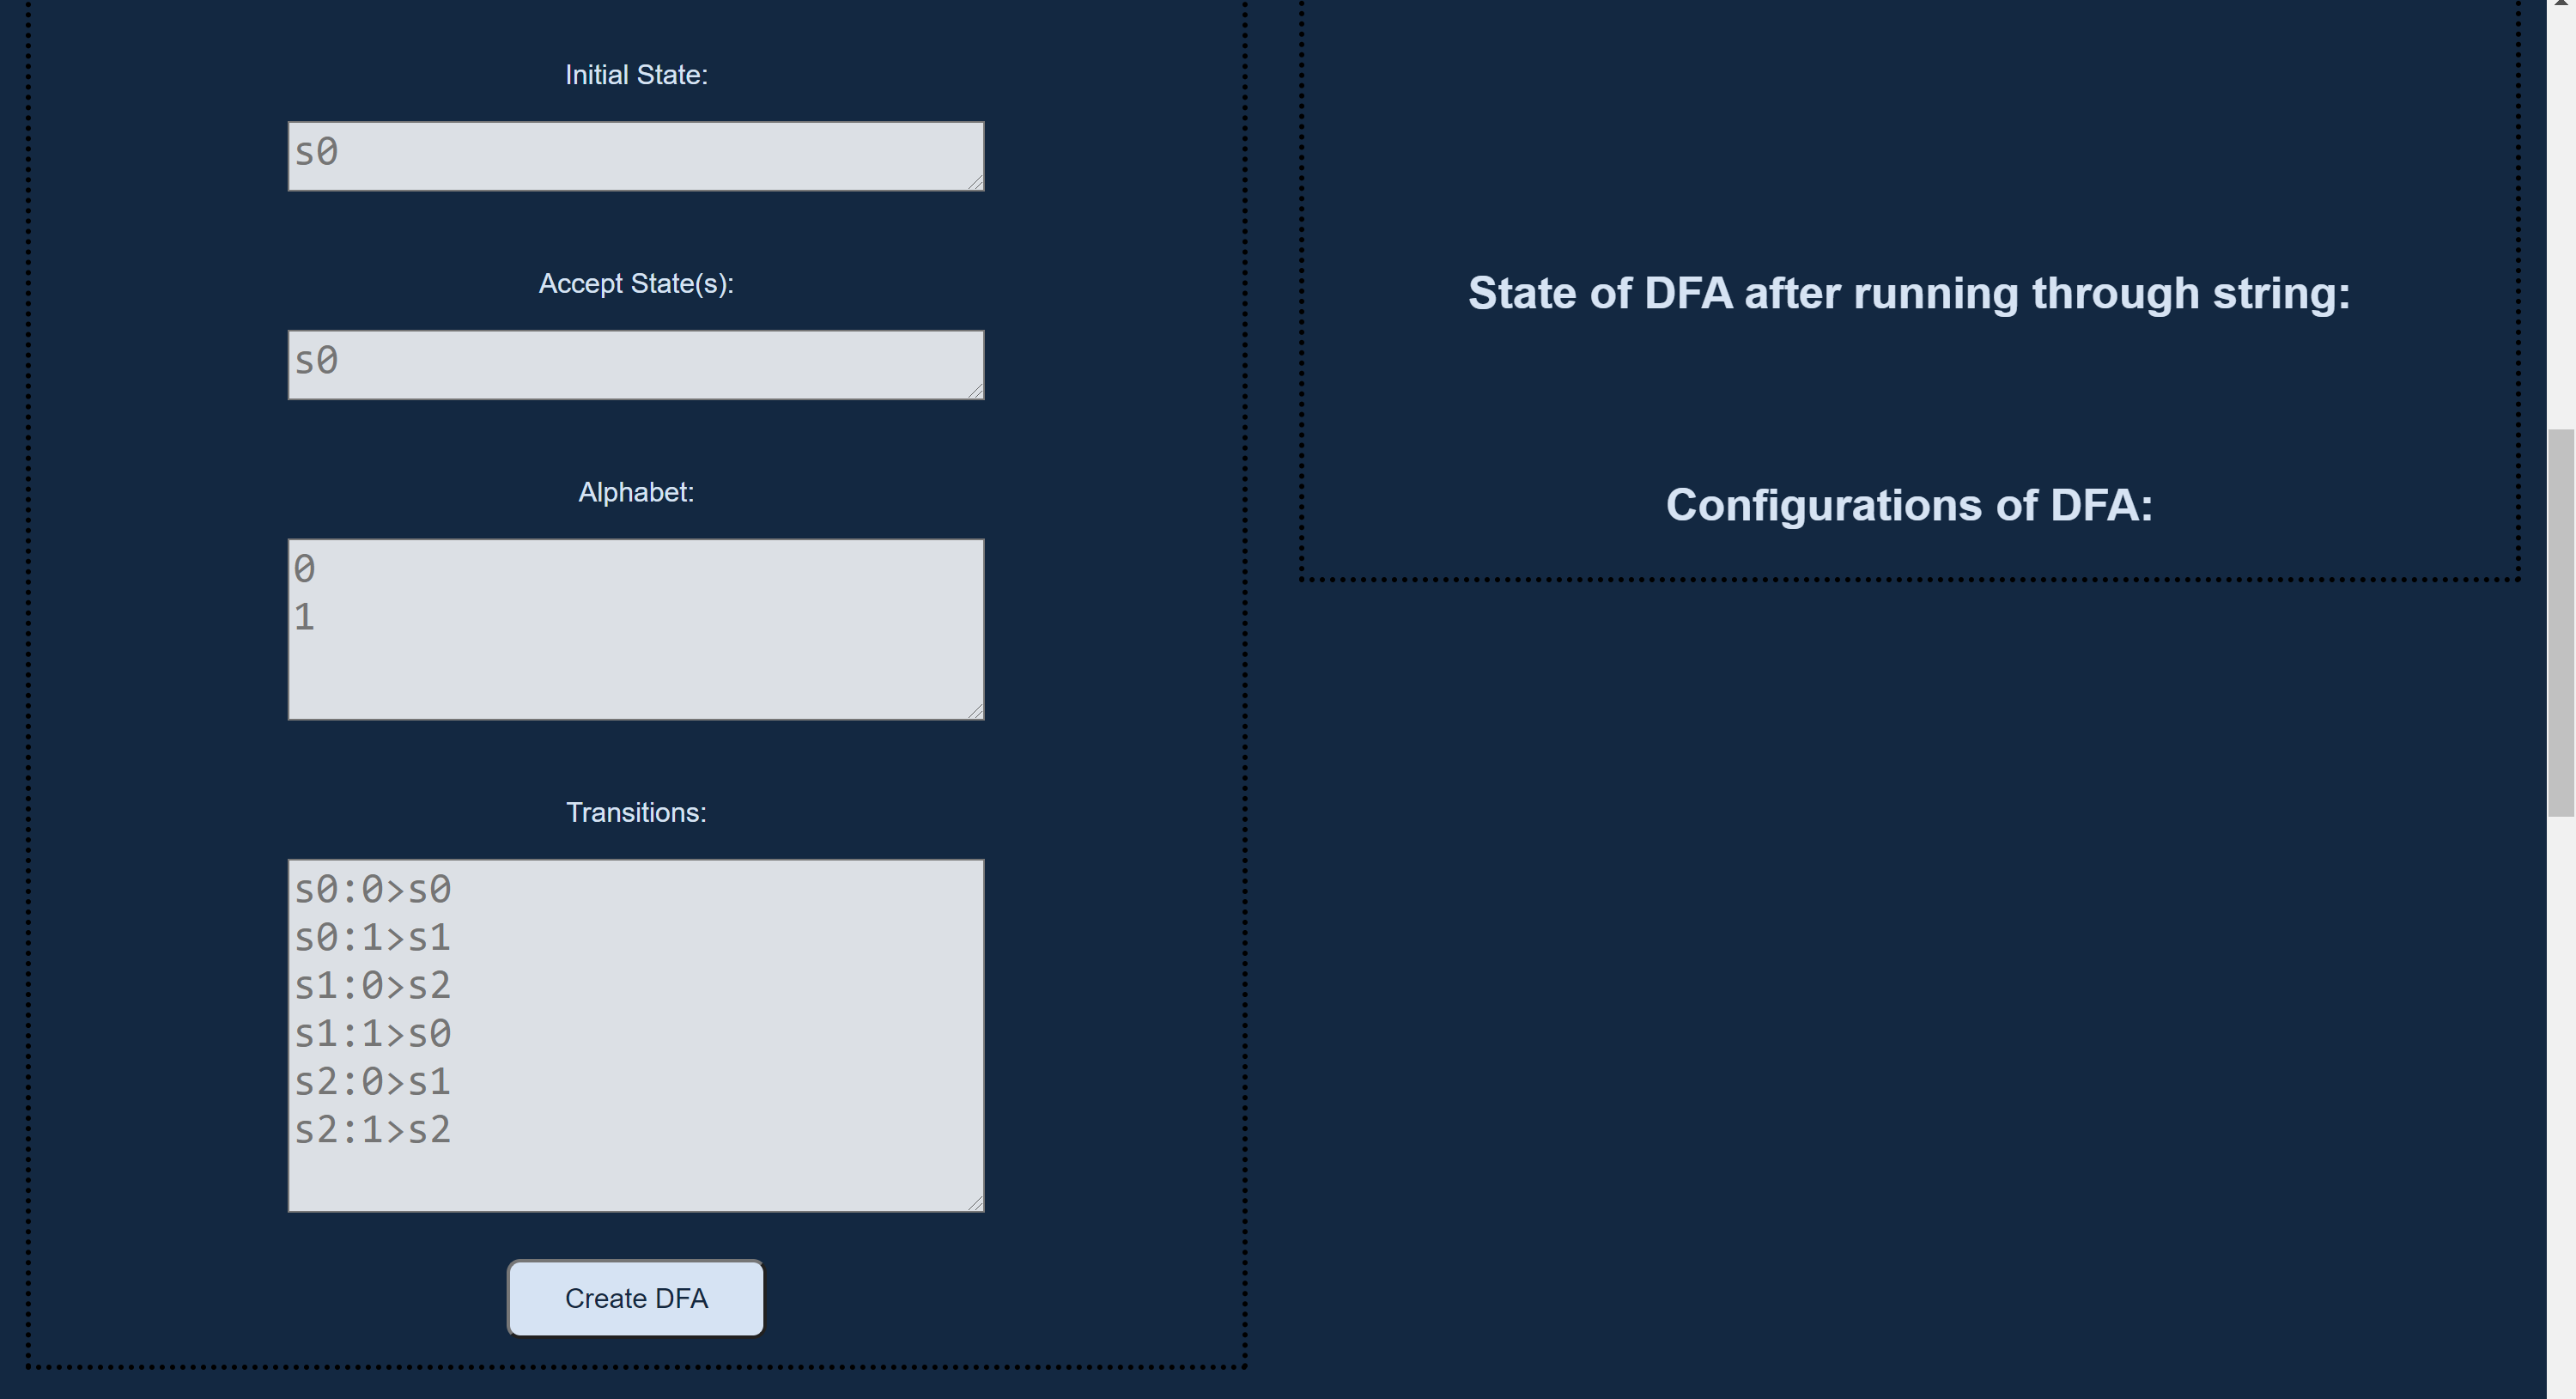 Initial State:
s0
Accept State(s):
s0
Alphabet:
0
1
Transitions:
s0:0>s0
s0:1>s1
s1:0>s2
s1:1>s0
s2:0>s1
s2:1>s2
Create DFA
State of DFA after running through string:
Configurations of DFA: